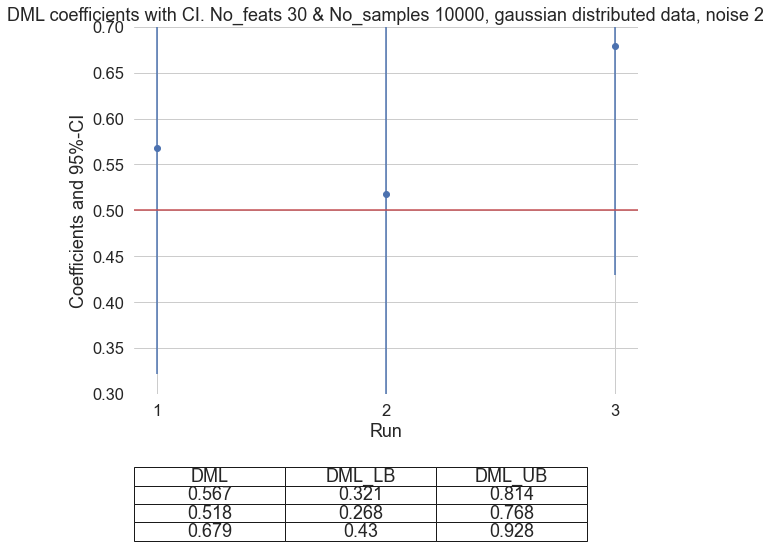 DML coefficients with CI. No_feats 30 & No_samples 10000, gaussian distributed data, noise 2
Coefficients and 95%-CI
0.70
0.65
0.60
0.55
0.50
0.45
0.40
0.35
0.30
1 2 3
Run
DML DML_LB DML_UB
0.567 0.321 0.814
0.518 0.268 0.768
0.679 0.43 0.928